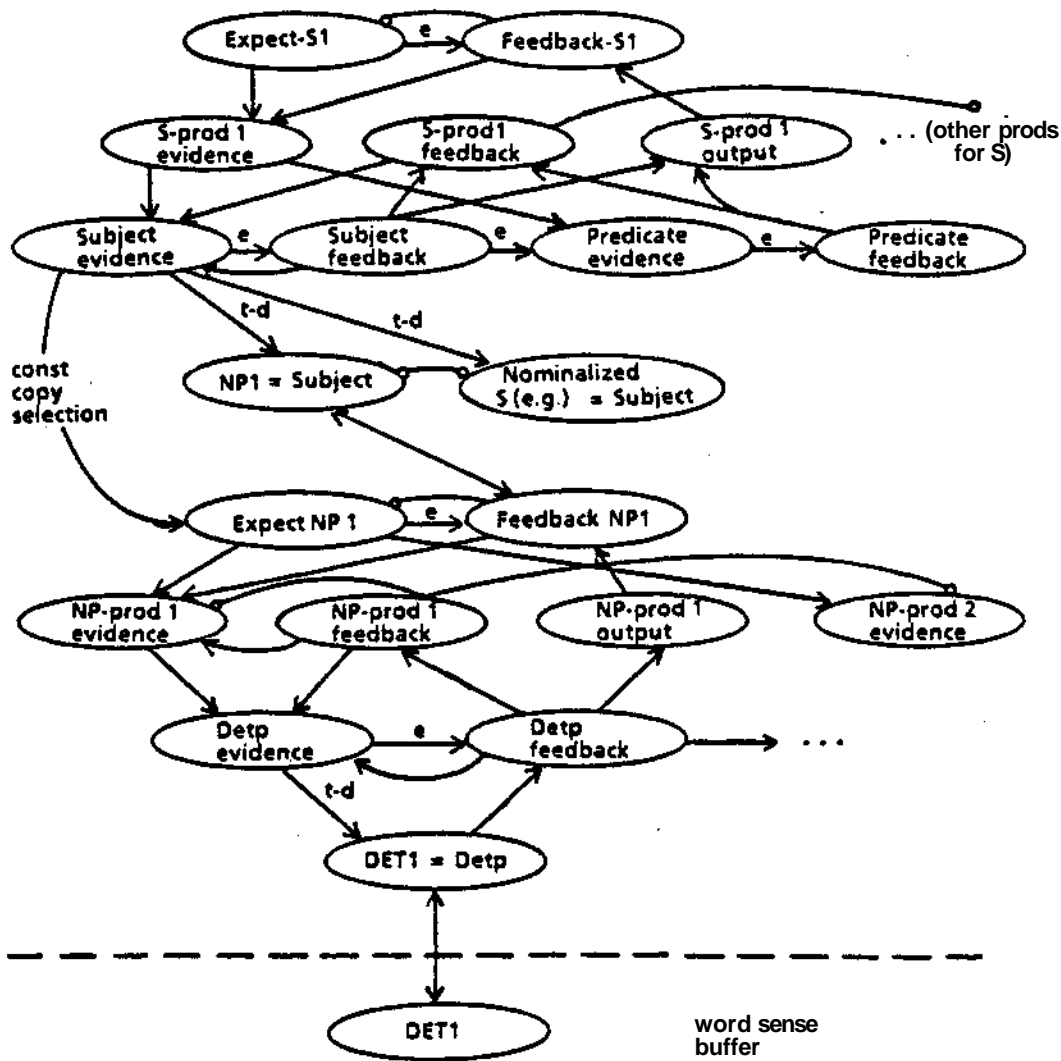 Expect-S1
e
Feedback-S1
S-prod 1
evidence
S-prod1
feedback
S-prod 1
output
. . (other prods
for S)
Subject
evidence
e
Subject
feedback
e
Predicate
evidence
e
Predicate
feedback
t-d
t-d
const
copy
selection
NP1 = Subject
Nominalized
S (e.g.) = Subject
Expect NP 1
e
Feedback NP1
NP-prod 1
evidence
NP-prod 1
feedback
NP-prod 1
output
NP-prod 2
evidence
Detp
evidence
e
Detp
feedback
...
t-d
DET1 = Detp
DET1
word sense
buffer